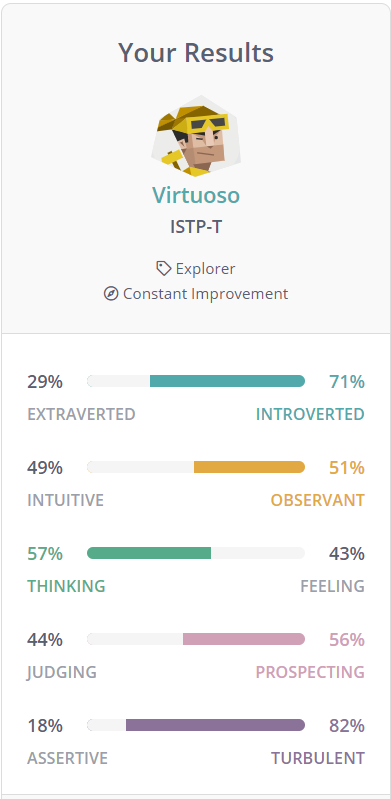 Your Results
Virtuoso
ISTP-T
Explorer
Constant Improvement
29% 71%
EXTRAVERTED INTROVERTED
49% 51%
INTUITIVE OBSERVANT
57% 43%
THINKING FEELING
44% 56%
JUDGING PROSPECTING
18% 82%
ASSERTIVE TURBULENT